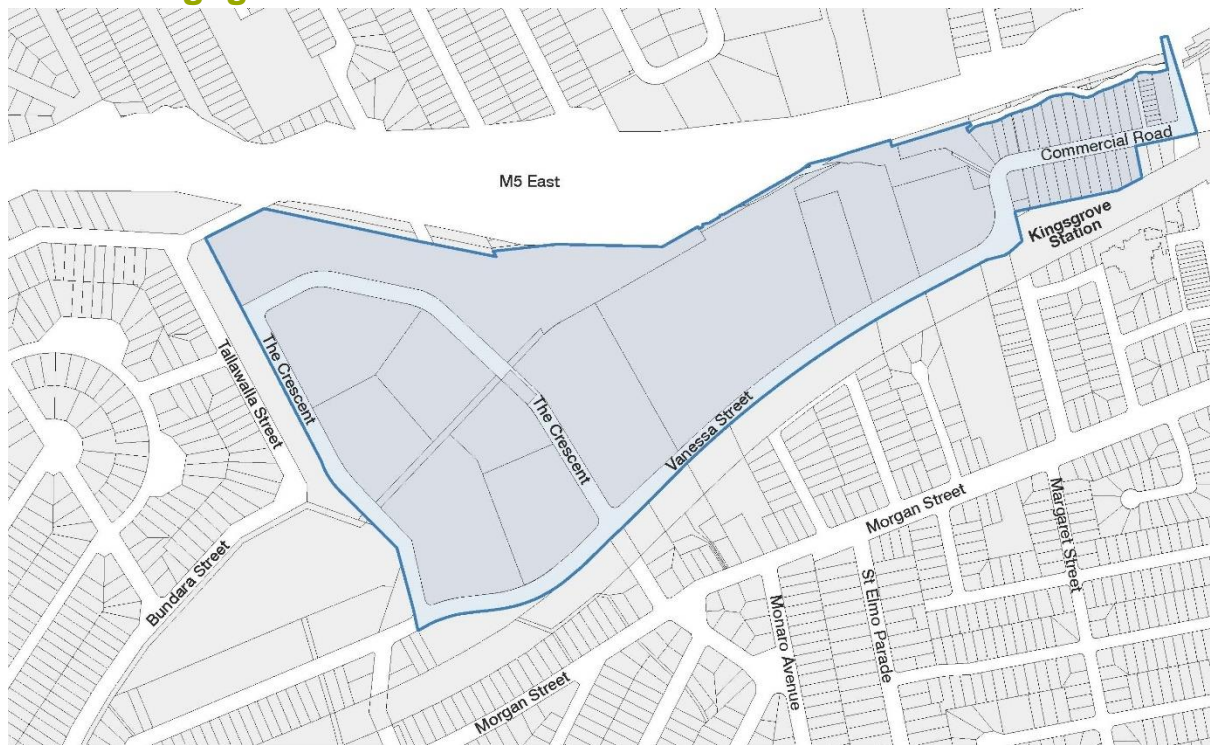 M5 East
Commercial Road
Kingsgrove
Station
The Crescent
Tallawalla Street
The Crescent
Vanessa Street
Morgan Street
Margaret Street
Bundara Street
St Elmo Parade
Monaro Avenue
Morgan Street